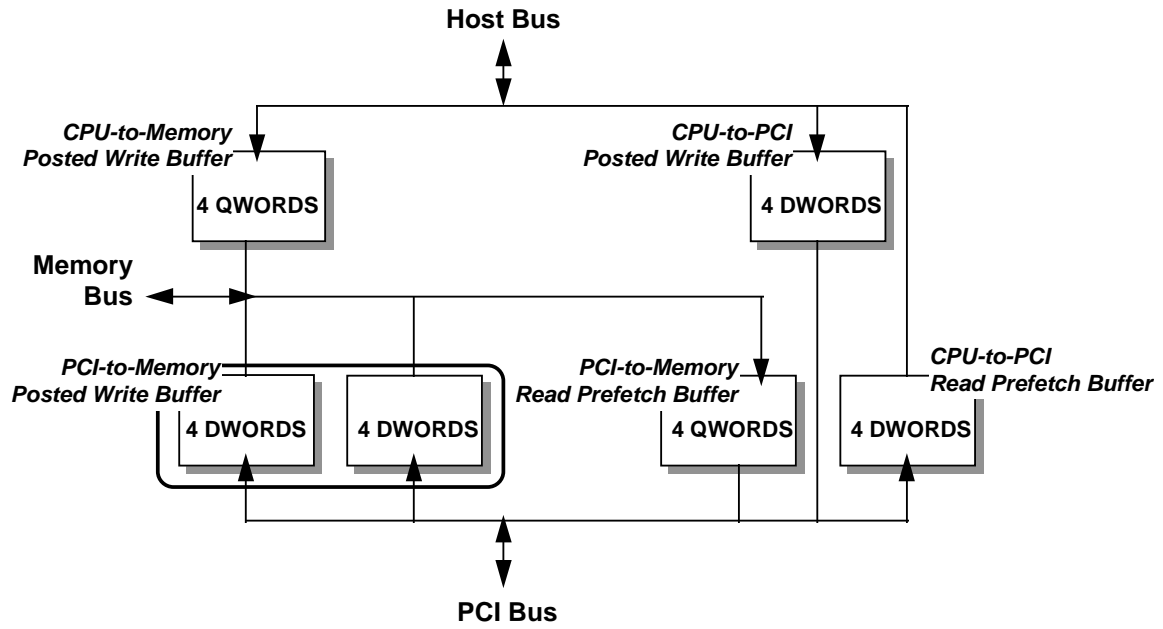 Host Bus
CPU-to-Memory
Posted Write Buffer
CPU-to-PCI
Posted Write Buffer
4 QWORDS
4 DWORDS
Memory
Bus
PCI-to-Memory
Posted Write Buffer
PCI-to-Memory
Read Prefetch Buffer
CPU-to-PCI
Read Prefetch Buffer
4 DWORDS
4 DWORDS
4 QWORDS
4 DWORDS
PCI Bus